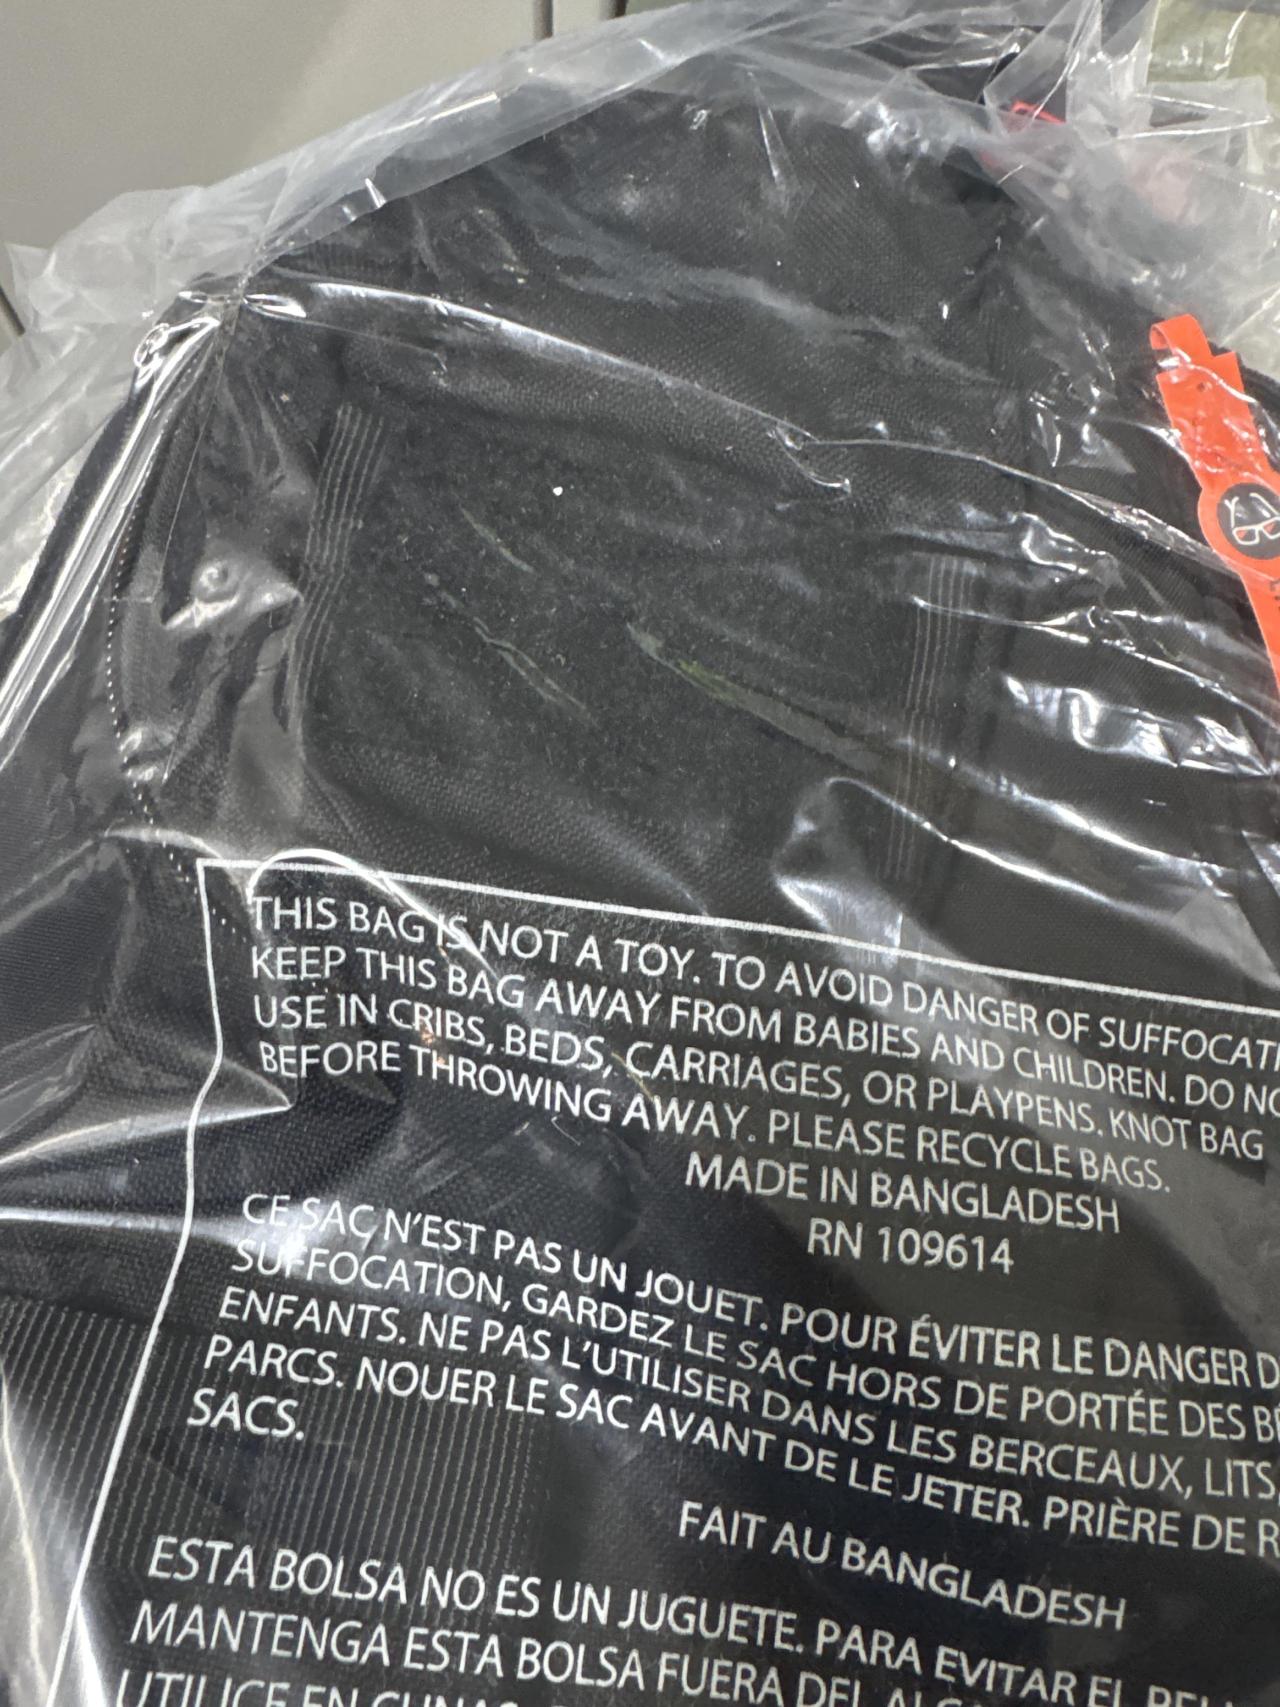 THIS BAG IS NOT A TOY. TO AVOID DANGER OF SUFFOCATI
KEEP THIS BAG AWAY FROM BABIES AND CHILDREN. DO NO
USE IN CRIBS, BEDS, CARRIAGES, OR PLAYPENS. KNOT BAG
BEFORE THROWING AWAY. PLEASE RECYCLE BAGS.
MADE IN BANGLADESH
RN 109614
CE SAC N'EST PAS UN JOUET. POUR ÉVITER LE DANGER D
SUFFOCATION, GARDEZ LE SAC HORS DE PORTÉE DES B
ENFANTS. NE PAS L'UTILISER DANS LES BERCEAUX, LITS,
PARCS. NOUER LE SAC AVANT DE LE JETER. PRIÈRE DE R
SACS.
FAIT AU BANGLADESH
ESTA BOLSA NO ES UN JUGUETE. PARA EVITAR EL
MANTENGA ESTA BOLSA FUERA DEL
UTILICE EN CUNAS,